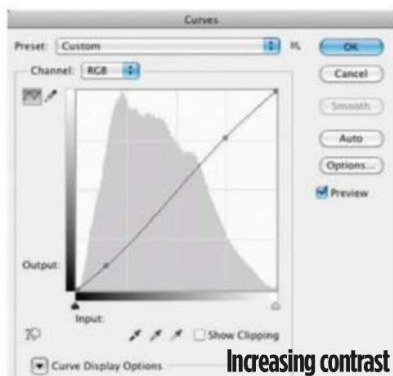 Curves
Preset: Custom
OK
Channel: RGB
Cancel
Smooth
Auto
Options...
Preview
Output:
Input:
Show Clipping
Curve Display Options
Increasing contrast